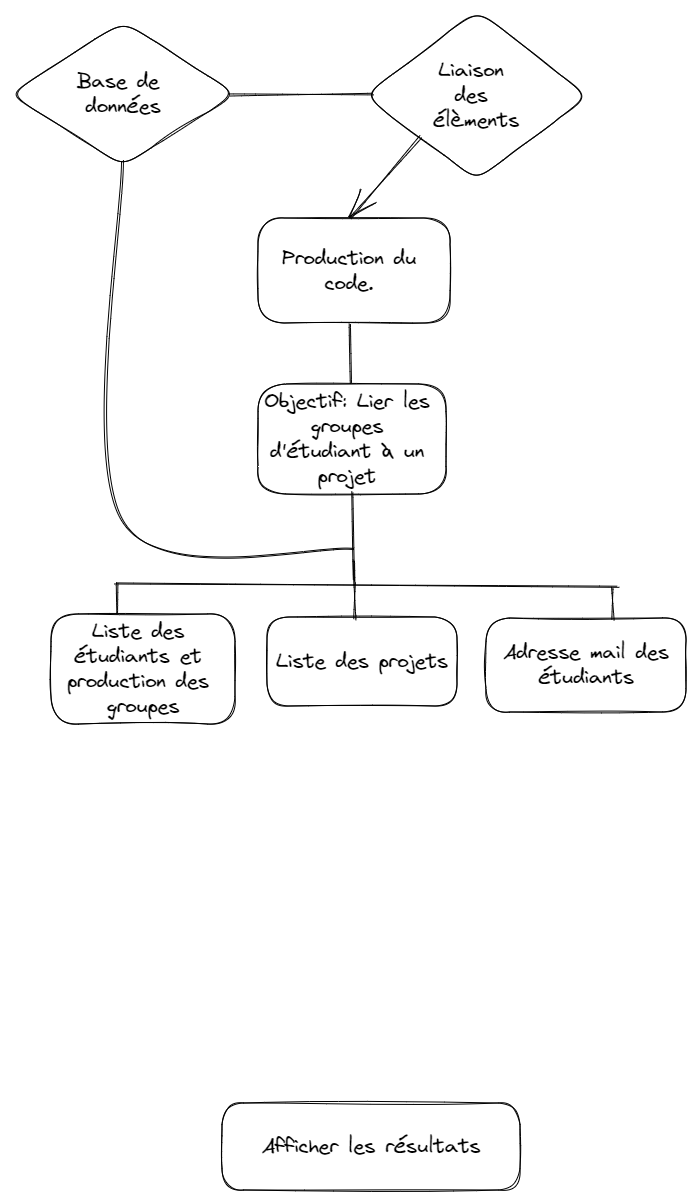 Base de
données
Liaison
des
élèments
Production du
code.
Objectif: Lier les
groupes
d'étudiant à un
projet
Liste des
étudiants et
production des
groupes
Liste des projets
Adresse mail des
étudiants
Afficher les résultats